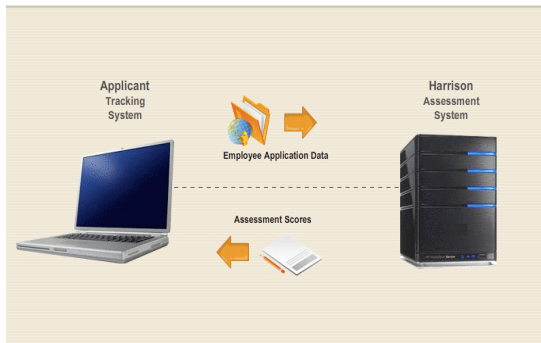 Applicant
Tracking
System
Harrison
Assessment
System
Employee Application Data
Assessment Scores